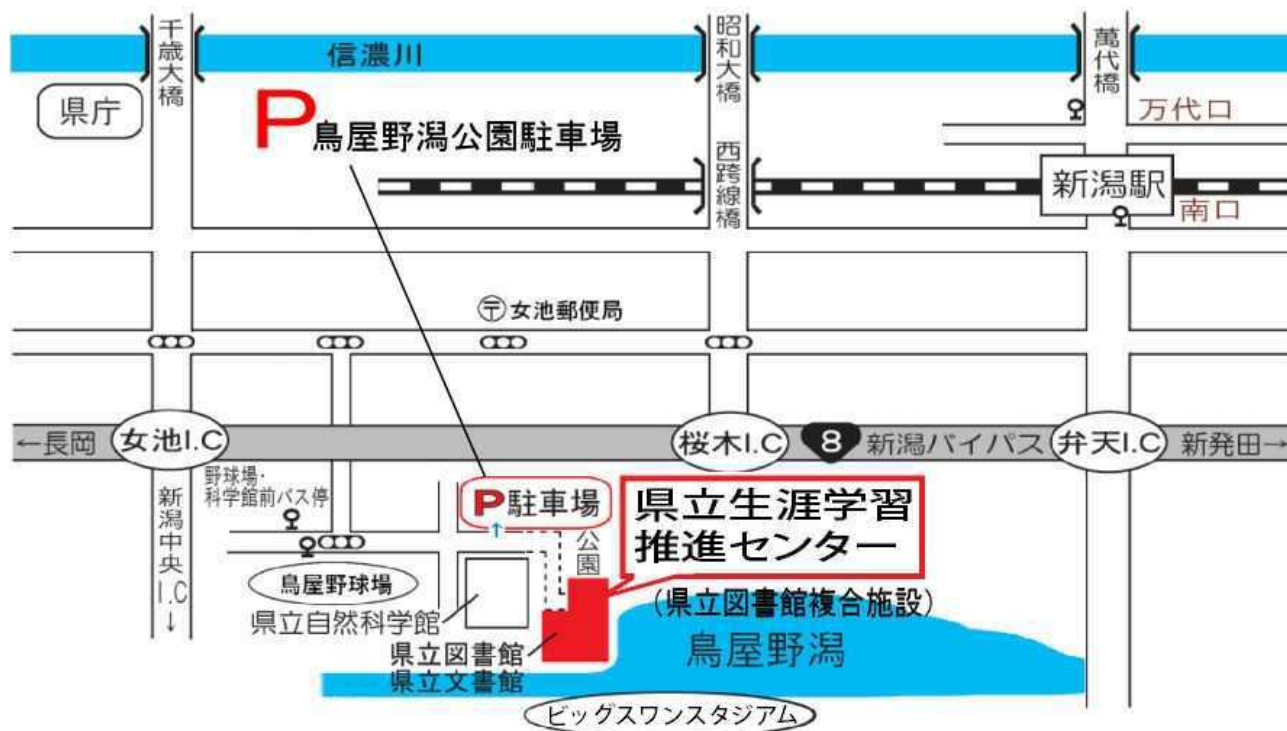 千歳大橋
昭和大橋
萬代橋
信濃川
県庁
P鳥屋野潟公園駐車場
万代口
西跨線橋
新潟駅
南口
〒女池郵便局
←長岡
女池I.C
桜木I.C
8
新潟バイパス
弁天I.C
新発田→
野球場・
科学館前バス停
新潟中央I.C↓
P駐車場
↑
公園
県立生涯学習
推進センター
(県立図書館複合施設)
鳥屋野球場
県立自然科学館
県立図書館
県立文書館
鳥屋野潟
ビッグスワンスタジアム